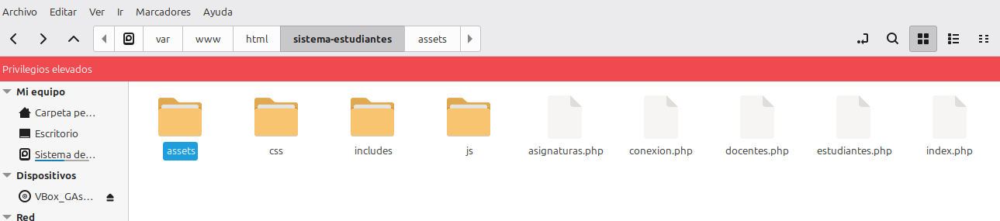 Archivo Editar Ver Ir Marcadores Ayuda
var www html sistema-estudiantes assets
Privilegios elevados
Mi equipo
Carpeta pe...
Escritorio
Sistema de...
Dispositivos
VBox_GAs...
Red
assets css includes js asignaturas.php conexion.php docentes.php estudiantes.php index.php